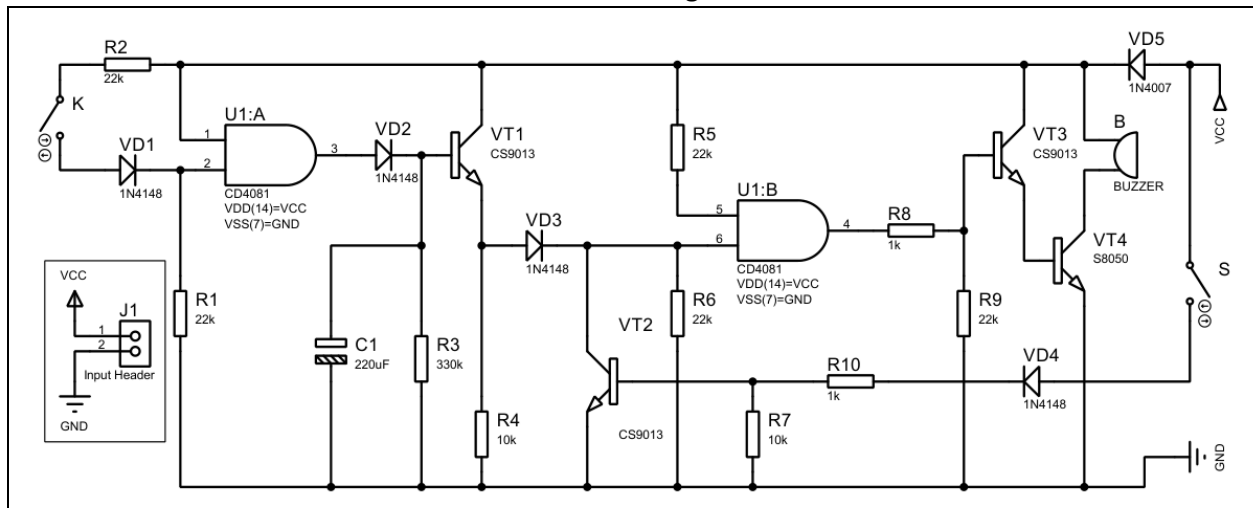 R2
22k
K
VD1
1N4148
1
2
3
U1:A
CD4081
VDD(14)=VCC
VSS(7)=GND
VD2
1N4148
VT1
CS9013
R5
22k
VD3
1N4148
U1:B
5
6
4
CD4081
VDD(14)=VCC
VSS(7)=GND
R8
1k
VT3
CS9013
VD5
1N4007
VCC
B
BUZZER
VT4
S8050
S
VCC
J1
1
2
Input Header
GND
R1
22k
C1
220uF
R3
330k
R4
10k
VT2
CS9013
R6
22k
R7
10k
R10
1k
R9
22k
VD4
1N4148
GND